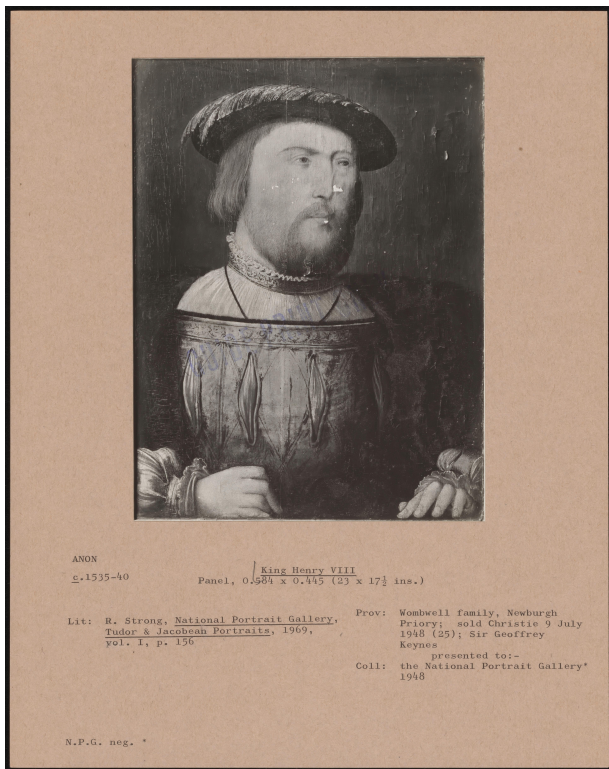 ANON
c.1535-40
King Henry VIII
Panel, 0.584 x 0.445 (23 x 17½ ins.)
Lit: R. Strong, National Portrait Gallery,
Tudor & Jacobean Portraits, 1969,
vol. I, p. 156
Prov: Wombwell family, Newburgh
Priory; sold Christie 9 July
1948 (25); Sir Geoffrey
Keynes
presented to:-
Coll: the National Portrait Gallery*
1948
N.P.G. neg. *